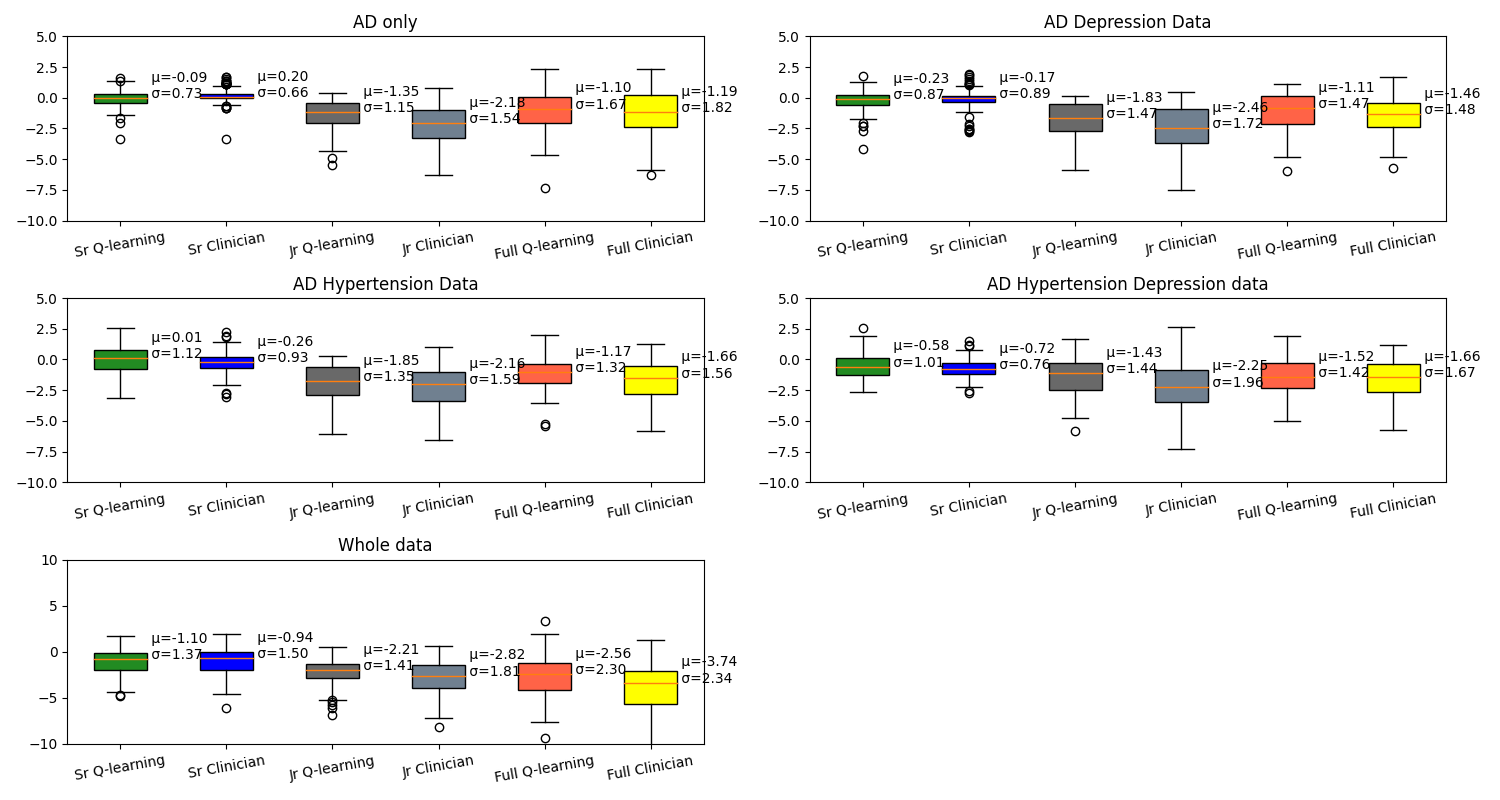 AD only
5.0
2.5
0.0
−2.5
−5.0
−7.5
−10.0
μ=-0.09
σ=0.73
μ=0.20
σ=0.66
μ=-1.35
σ=1.15
μ=-2.18
σ=1.54
μ=-1.10
σ=1.67
μ=-1.19
σ=1.82
Sr Q-learning
Sr Clinician
Jr Q-learning
Jr Clinician
Full Q-learning
Full Clinician
AD Depression Data
5.0
2.5
0.0
−2.5
−5.0
−7.5
−10.0
μ=-0.23
σ=0.87
μ=-0.17
σ=0.89
μ=-1.83
σ=1.47
μ=-2.46
σ=1.72
μ=-1.11
σ=1.47
μ=-1.46
σ=1.48
Sr Q-learning
Sr Clinician
Jr Q-learning
Jr Clinician
Full Q-learning
Full Clinician
AD Hypertension Data
5.0
2.5
0.0
−2.5
−5.0
−7.5
−10.0
μ=0.01
σ=1.12
μ=-0.26
σ=0.93
μ=-1.85
σ=1.35
μ=-2.16
σ=1.59
μ=-1.17
σ=1.32
μ=-1.66
σ=1.56
Sr Q-learning
Sr Clinician
Jr Q-learning
Jr Clinician
Full Q-learning
Full Clinician
AD Hypertension Depression data
5.0
2.5
0.0
−2.5
−5.0
−7.5
−10.0
μ=-0.58
σ=1.01
μ=-0.72
σ=0.76
μ=-1.43
σ=1.44
μ=-2.25
σ=1.96
μ=-1.52
σ=1.42
μ=-1.66
σ=1.67
Sr Q-learning
Sr Clinician
Jr Q-learning
Jr Clinician
Full Q-learning
Full Clinician
Whole data
10
5
0
−5
−10
μ=-1.10
σ=1.37
μ=-0.94
σ=1.50
μ=-2.21
σ=1.41
μ=-2.82
σ=1.81
μ=-2.56
σ=2.30
μ=-3.74
σ=2.34
Sr Q-learning
Sr Clinician
Jr Q-learning
Jr Clinician
Full Q-learning
Full Clinician